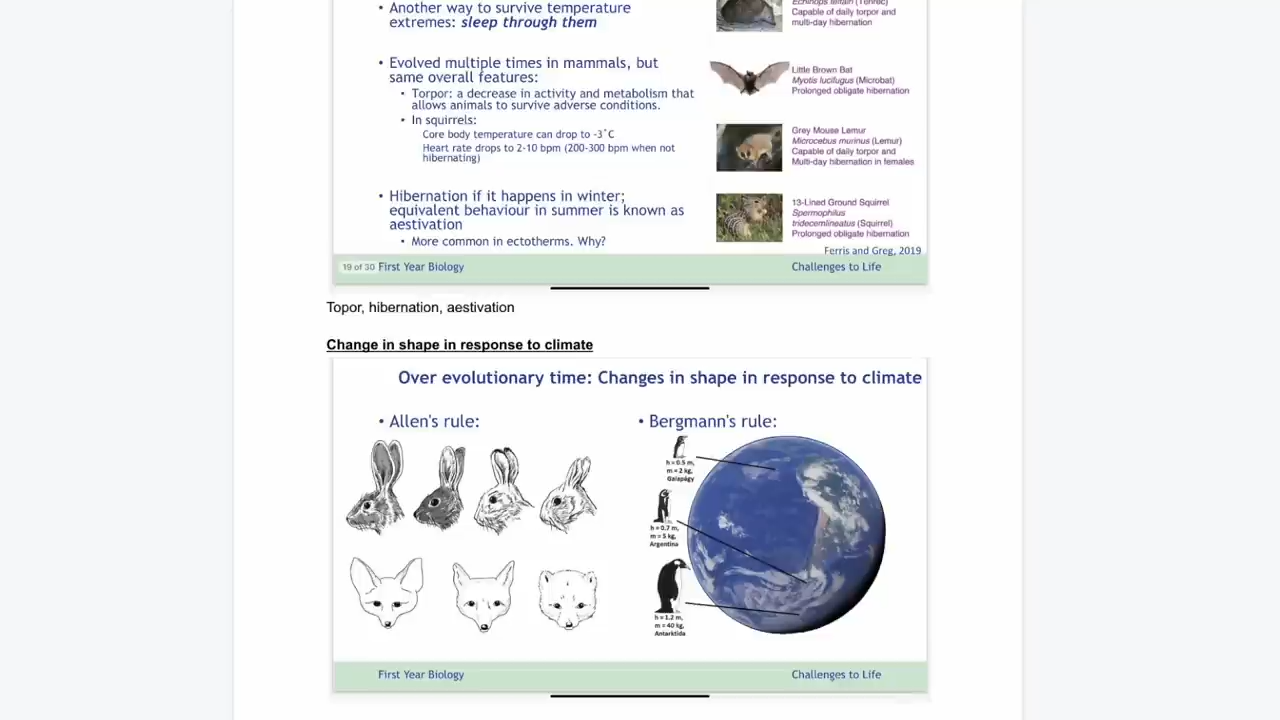 • Another way to survive temperature
extremes: sleep through them
• Evolved multiple times in mammals, but
same overall features:
• Torpor: a decrease in activity and metabolism that
allows animals to survive adverse conditions.
• In squirrels:
Core body temperature can drop to -3˚C
Heart rate drops to 2-10 bpm (200-300 bpm when not
hibernating)
• Hibernation if it happens in winter;
equivalent behaviour in summer is known as
aestivation
• More common in ectotherms. Why?
Echinops telfairi (Tenrec)
Capable of daily torpor and
multi-day hibernation
Little Brown Bat
Myotis lucifugus (Microbat)
Prolonged obligate hibernation
Grey Mouse Lemur
Microcebus murinus (Lemur)
Capable of daily torpor and
Multi-day hibernation in females
13-Lined Ground Squirrel
Spermophilus
tridecemlineatus (Squirrel)
Prolonged obligate hibernation
Ferris and Greg, 2019
19 of 30 First Year Biology
Challenges to Life
Topor, hibernation, aestivation
Change in shape in response to climate
Over evolutionary time: Changes in shape in response to climate
• Allen's rule:
• Bergmann's rule:
h = 0.5 m,
m = 2 kg,
Galapágy
h = 0.7 m,
m = 5 kg,
Argentina
h = 1.2 m,
m = 40 kg,
Antarktida
First Year Biology
Challenges to Life